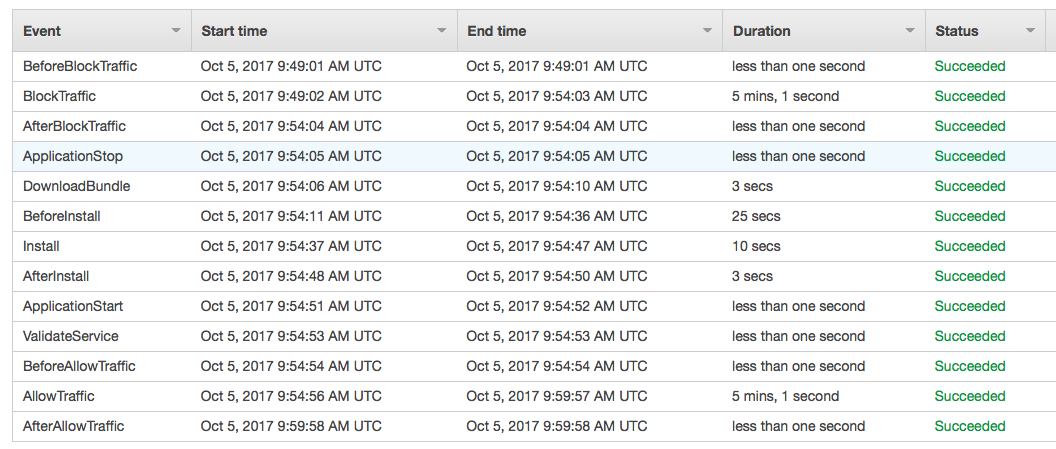 Event Start time End time Duration Status
BeforeBlockTraffic Oct 5, 2017 9:49:01 AM UTC Oct 5, 2017 9:49:01 AM UTC less than one second Succeeded
BlockTraffic Oct 5, 2017 9:49:02 AM UTC Oct 5, 2017 9:54:03 AM UTC 5 mins, 1 second Succeeded
AfterBlockTraffic Oct 5, 2017 9:54:04 AM UTC Oct 5, 2017 9:54:04 AM UTC less than one second Succeeded
ApplicationStop Oct 5, 2017 9:54:05 AM UTC Oct 5, 2017 9:54:05 AM UTC less than one second Succeeded
DownloadBundle Oct 5, 2017 9:54:06 AM UTC Oct 5, 2017 9:54:10 AM UTC 3 secs Succeeded
BeforeInstall Oct 5, 2017 9:54:11 AM UTC Oct 5, 2017 9:54:36 AM UTC 25 secs Succeeded
Install Oct 5, 2017 9:54:37 AM UTC Oct 5, 2017 9:54:47 AM UTC 10 secs Succeeded
AfterInstall Oct 5, 2017 9:54:48 AM UTC Oct 5, 2017 9:54:50 AM UTC 3 secs Succeeded
ApplicationStart Oct 5, 2017 9:54:51 AM UTC Oct 5, 2017 9:54:52 AM UTC less than one second Succeeded
ValidateService Oct 5, 2017 9:54:53 AM UTC Oct 5, 2017 9:54:53 AM UTC less than one second Succeeded
BeforeAllowTraffic Oct 5, 2017 9:54:54 AM UTC Oct 5, 2017 9:54:54 AM UTC less than one second Succeeded
AllowTraffic Oct 5, 2017 9:54:56 AM UTC Oct 5, 2017 9:59:57 AM UTC 5 mins, 1 second Succeeded
AfterAllowTraffic Oct 5, 2017 9:59:58 AM UTC Oct 5, 2017 9:59:58 AM UTC less than one second Succeeded